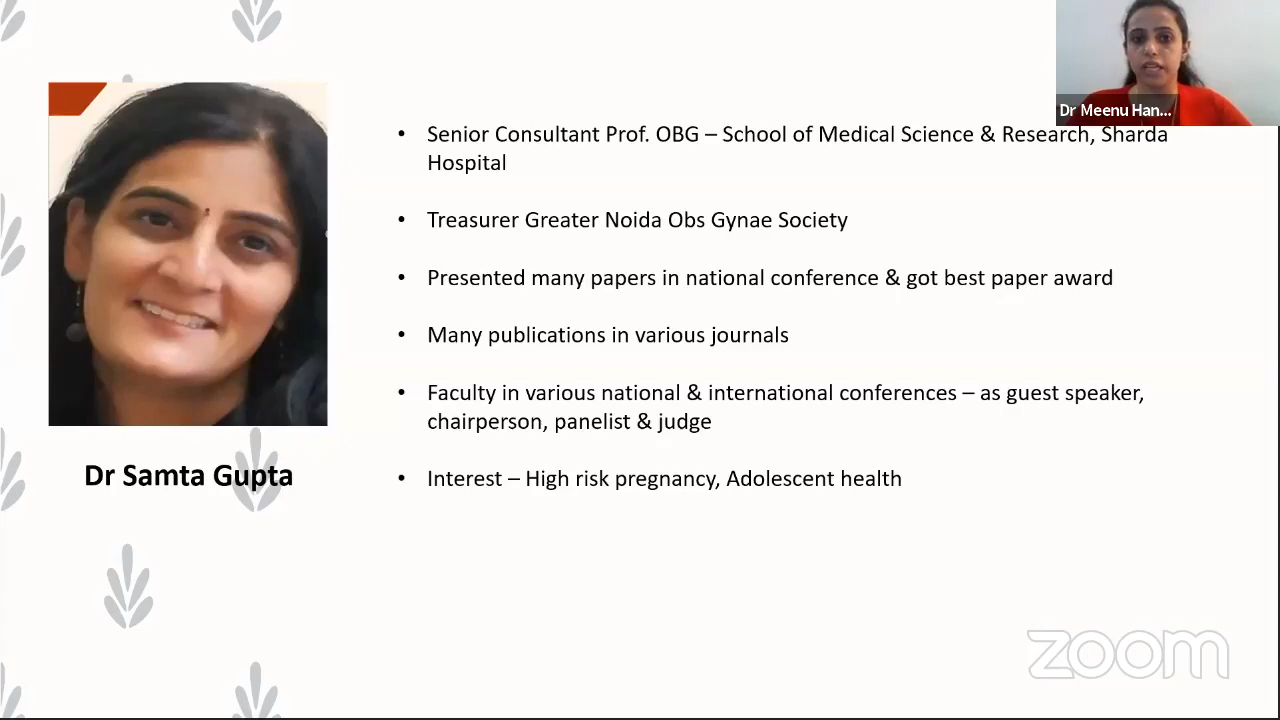 Dr Meenu Han...
• Senior Consultant Prof. OBG – School of Medical Science & Research, Sharda
Hospital
• Treasurer Greater Noida Obs Gynae Society
• Presented many papers in national conference & got best paper award
• Many publications in various journals
• Faculty in various national & international conferences – as guest speaker,
chairperson, panelist & judge
• Interest – High risk pregnancy, Adolescent health
Dr Samta Gupta
zoom